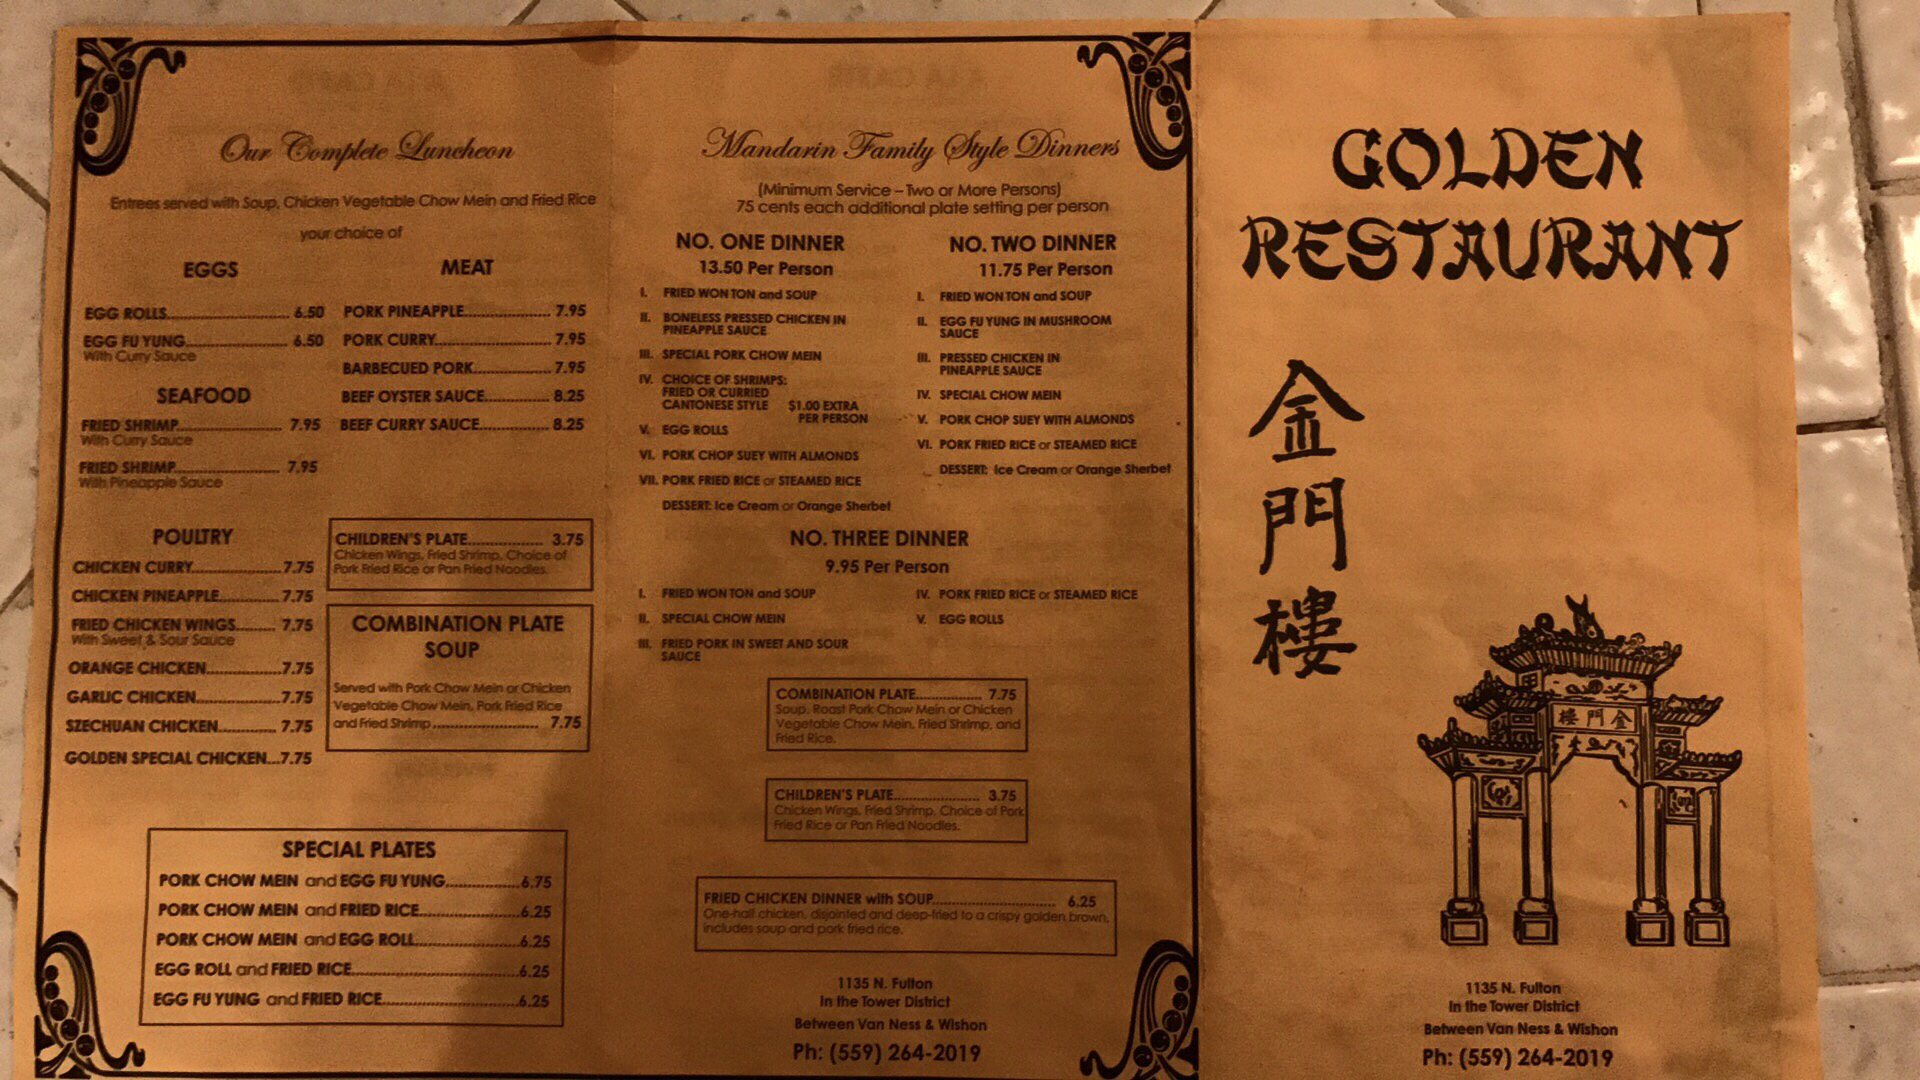 Our Complete Luncheon
Entrees served with Soup, Chicken Vegetable Chow Mein and Fried Rice
your choice of
EGGS
EGG ROLLS 6.50
EGG FU YUNG 6.50
With Curry Sauce
SEAFOOD
FRIED SHRIMP 7.95
With Curry Sauce
FRIED SHRIMP 7.95
With Pineapple Sauce
POULTRY
CHICKEN CURRY 7.75
CHICKEN PINEAPPLE 7.75
FRIED CHICKEN WINGS 7.75
With Sweet & Sour Sauce
ORANGE CHICKEN 7.75
GARLIC CHICKEN 7.75
SZECHUAN CHICKEN 7.75
GOLDEN SPECIAL CHICKEN...7.75
MEAT
PORK PINEAPPLE 7.95
PORK CURRY 7.95
BARBECUED PORK 7.95
BEEF OYSTER SAUCE 8.25
BEEF CURRY SAUCE 8.25
CHILDREN'S PLATE 3.75
Chicken Wings, Fried Shrimp, Choice of
Pork Fried Rice or Pan Fried Noodles.
COMBINATION PLATE
SOUP
Served with Pork Chow Mein or Chicken
Vegetable Chow Mein, Pork Fried Rice
and Fried Shrimp 7.75
SPECIAL PLATES
PORK CHOW MEIN and EGG FU YUNG 6.75
PORK CHOW MEIN and FRIED RICE 6.25
PORK CHOW MEIN and EGG ROLL 6.25
EGG ROLL and FRIED RICE 6.25
EGG FU YUNG and FRIED RICE 6.25
Mandarin Family Style Dinners
(Minimum Service – Two or More Persons)
75 cents each additional plate setting per person
NO. ONE DINNER
13.50 Per Person
I. FRIED WON TON and SOUP
II. BONELESS PRESSED CHICKEN IN
PINEAPPLE SAUCE
III. SPECIAL PORK CHOW MEIN
IV. CHOICE OF SHRIMPS:
FRIED OR CURRIED
CANTONESE STYLE $1.00 EXTRA
PER PERSON
V. EGG ROLLS
VI. PORK CHOP SUEY WITH ALMONDS
VII. PORK FRIED RICE or STEAMED RICE
DESSERT: Ice Cream or Orange Sherbet
NO. TWO DINNER
11.75 Per Person
I. FRIED WON TON and SOUP
II. EGG FU YUNG IN MUSHROOM
SAUCE
III. PRESSED CHICKEN IN
PINEAPPLE SAUCE
IV. SPECIAL CHOW MEIN
V. PORK CHOP SUEY WITH ALMONDS
VI. PORK FRIED RICE or STEAMED RICE
DESSERT: Ice Cream or Orange Sherbet
NO. THREE DINNER
9.95 Per Person
I. FRIED WON TON and SOUP
II. SPECIAL CHOW MEIN
III. FRIED PORK IN SWEET AND SOUR
SAUCE
IV. PORK FRIED RICE or STEAMED RICE
V. EGG ROLLS
COMBINATION PLATE 7.75
Soup, Roast Pork Chow Mein or Chicken
Vegetable Chow Mein, Fried Shrimp, and
Fried Rice.
CHILDREN'S PLATE 3.75
Chicken Wings, Fried Shrimp, Choice of Pork
Fried Rice or Pan Fried Noodles.
FRIED CHICKEN DINNER with SOUP 6.25
One-half chicken, disjointed and deep-fried to a crispy golden brown,
includes soup and pork fried rice.
1135 N. Fulton
In the Tower District
Between Van Ness & Wishon
Ph: (559) 264-2019
GOLDEN
RESTAURANT
金
門
樓
樓門金
1135 N. Fulton
In the Tower District
Between Van Ness & Wishon
Ph: (559) 264-2019